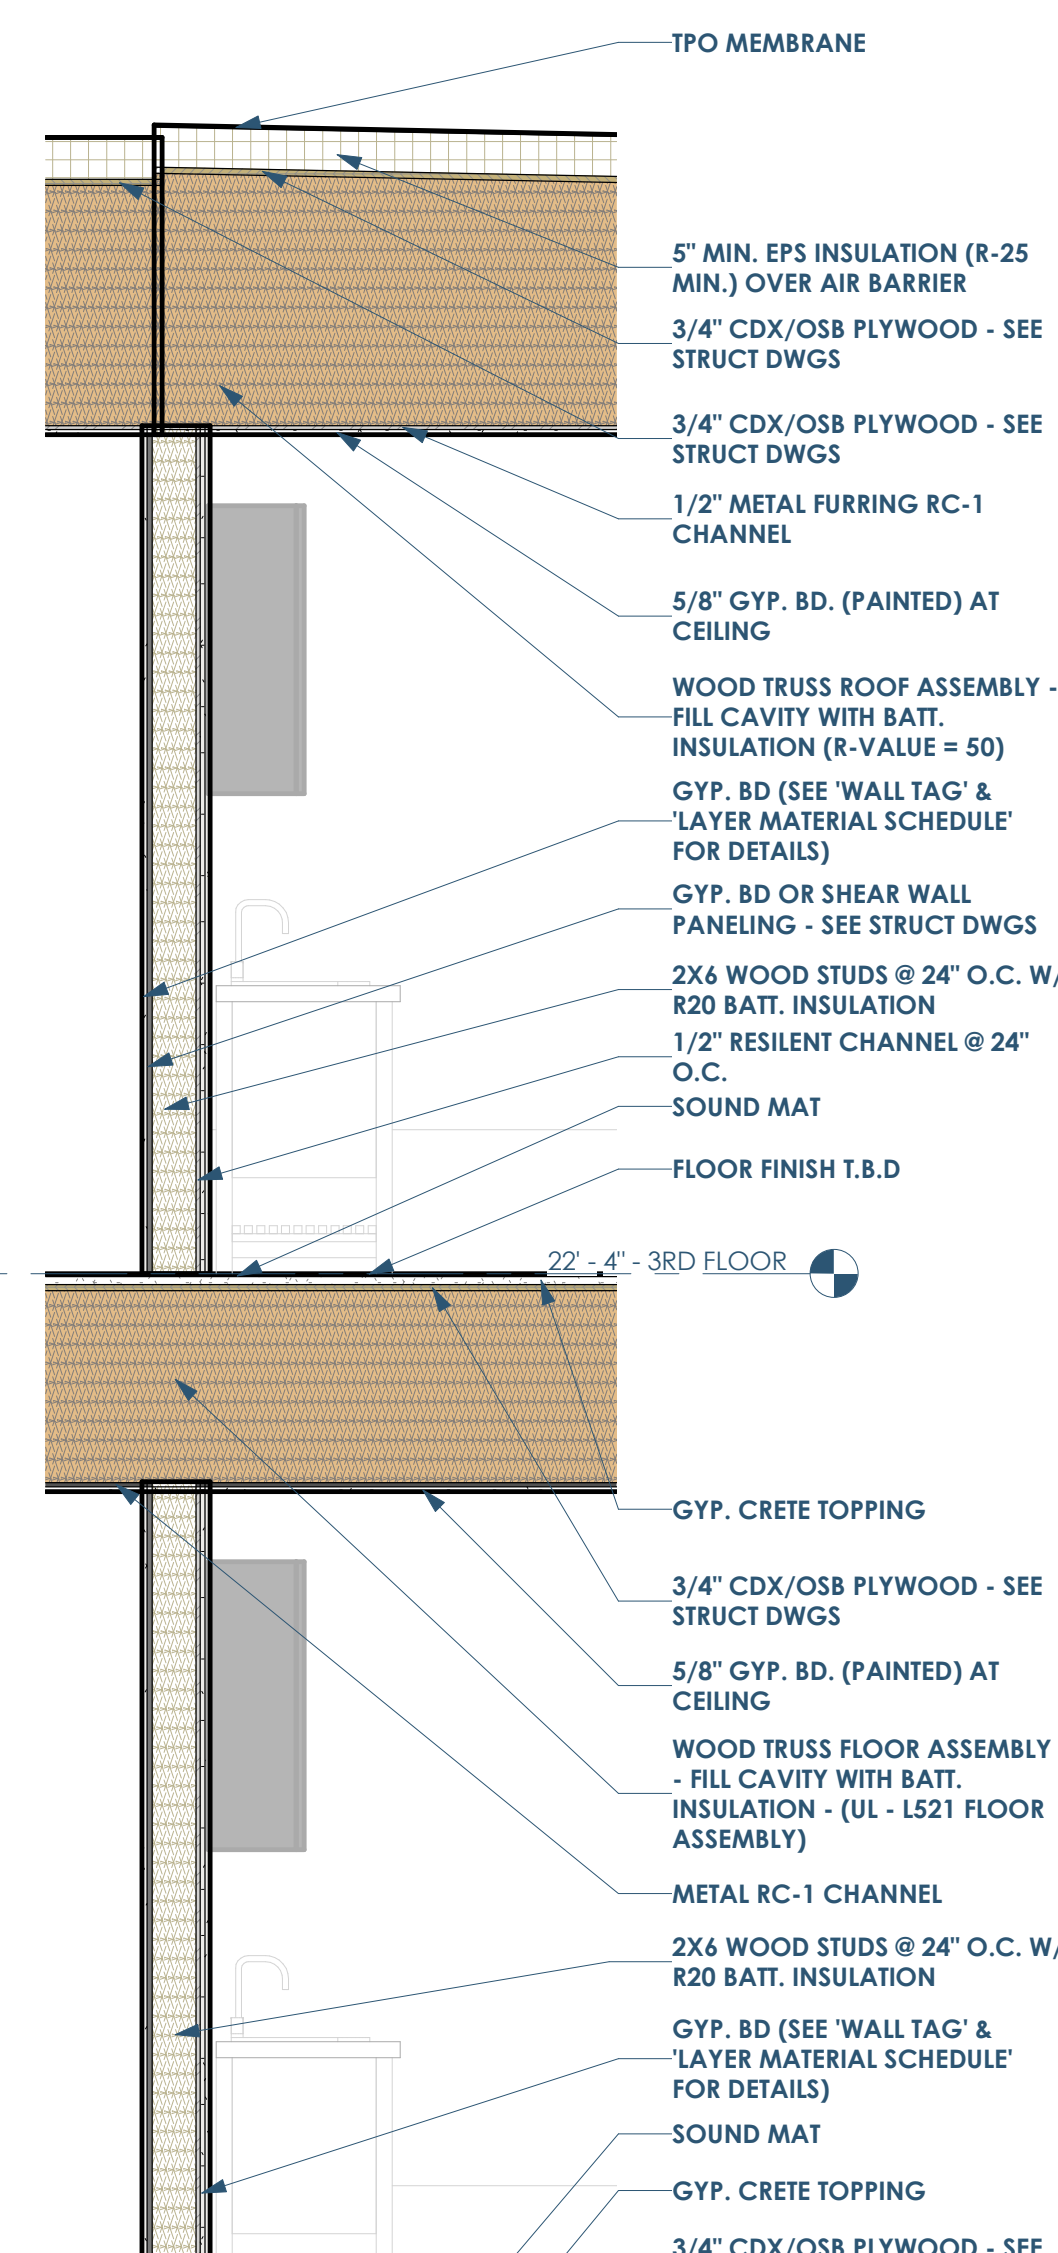 TPO MEMBRANE
5" MIN. EPS INSULATION (R-25
MIN.) OVER AIR BARRIER
3/4" CDX/OSB PLYWOOD - SEE
STRUCT DWGS
3/4" CDX/OSB PLYWOOD - SEE
STRUCT DWGS
1/2" METAL FURRING RC-1
CHANNEL
5/8" GYP. BD. (PAINTED) AT
CEILING
WOOD TRUSS ROOF ASSEMBLY -
FILL CAVITY WITH BATT.
INSULATION (R-VALUE = 50)
GYP. BD (SEE 'WALL TAG' &
'LAYER MATERIAL SCHEDULE'
FOR DETAILS)
GYP. BD OR SHEAR WALL
PANELING - SEE STRUCT DWGS
2X6 WOOD STUDS @ 24" O.C. W/
R20 BATT. INSULATION
1/2" RESILENT CHANNEL @ 24"
O.C.
SOUND MAT
FLOOR FINISH T.B.D
22' - 4" - 3RD FLOOR
GYP. CRETE TOPPING
3/4" CDX/OSB PLYWOOD - SEE
STRUCT DWGS
5/8" GYP. BD. (PAINTED) AT
CEILING
WOOD TRUSS FLOOR ASSEMBLY
- FILL CAVITY WITH BATT.
INSULATION - (UL - L521 FLOOR
ASSEMBLY)
METAL RC-1 CHANNEL
2X6 WOOD STUDS @ 24" O.C. W/
R20 BATT. INSULATION
GYP. BD (SEE 'WALL TAG' &
'LAYER MATERIAL SCHEDULE'
FOR DETAILS)
SOUND MAT
GYP. CRETE TOPPING
3/4" CDX/OSB PLYWOOD - SEE